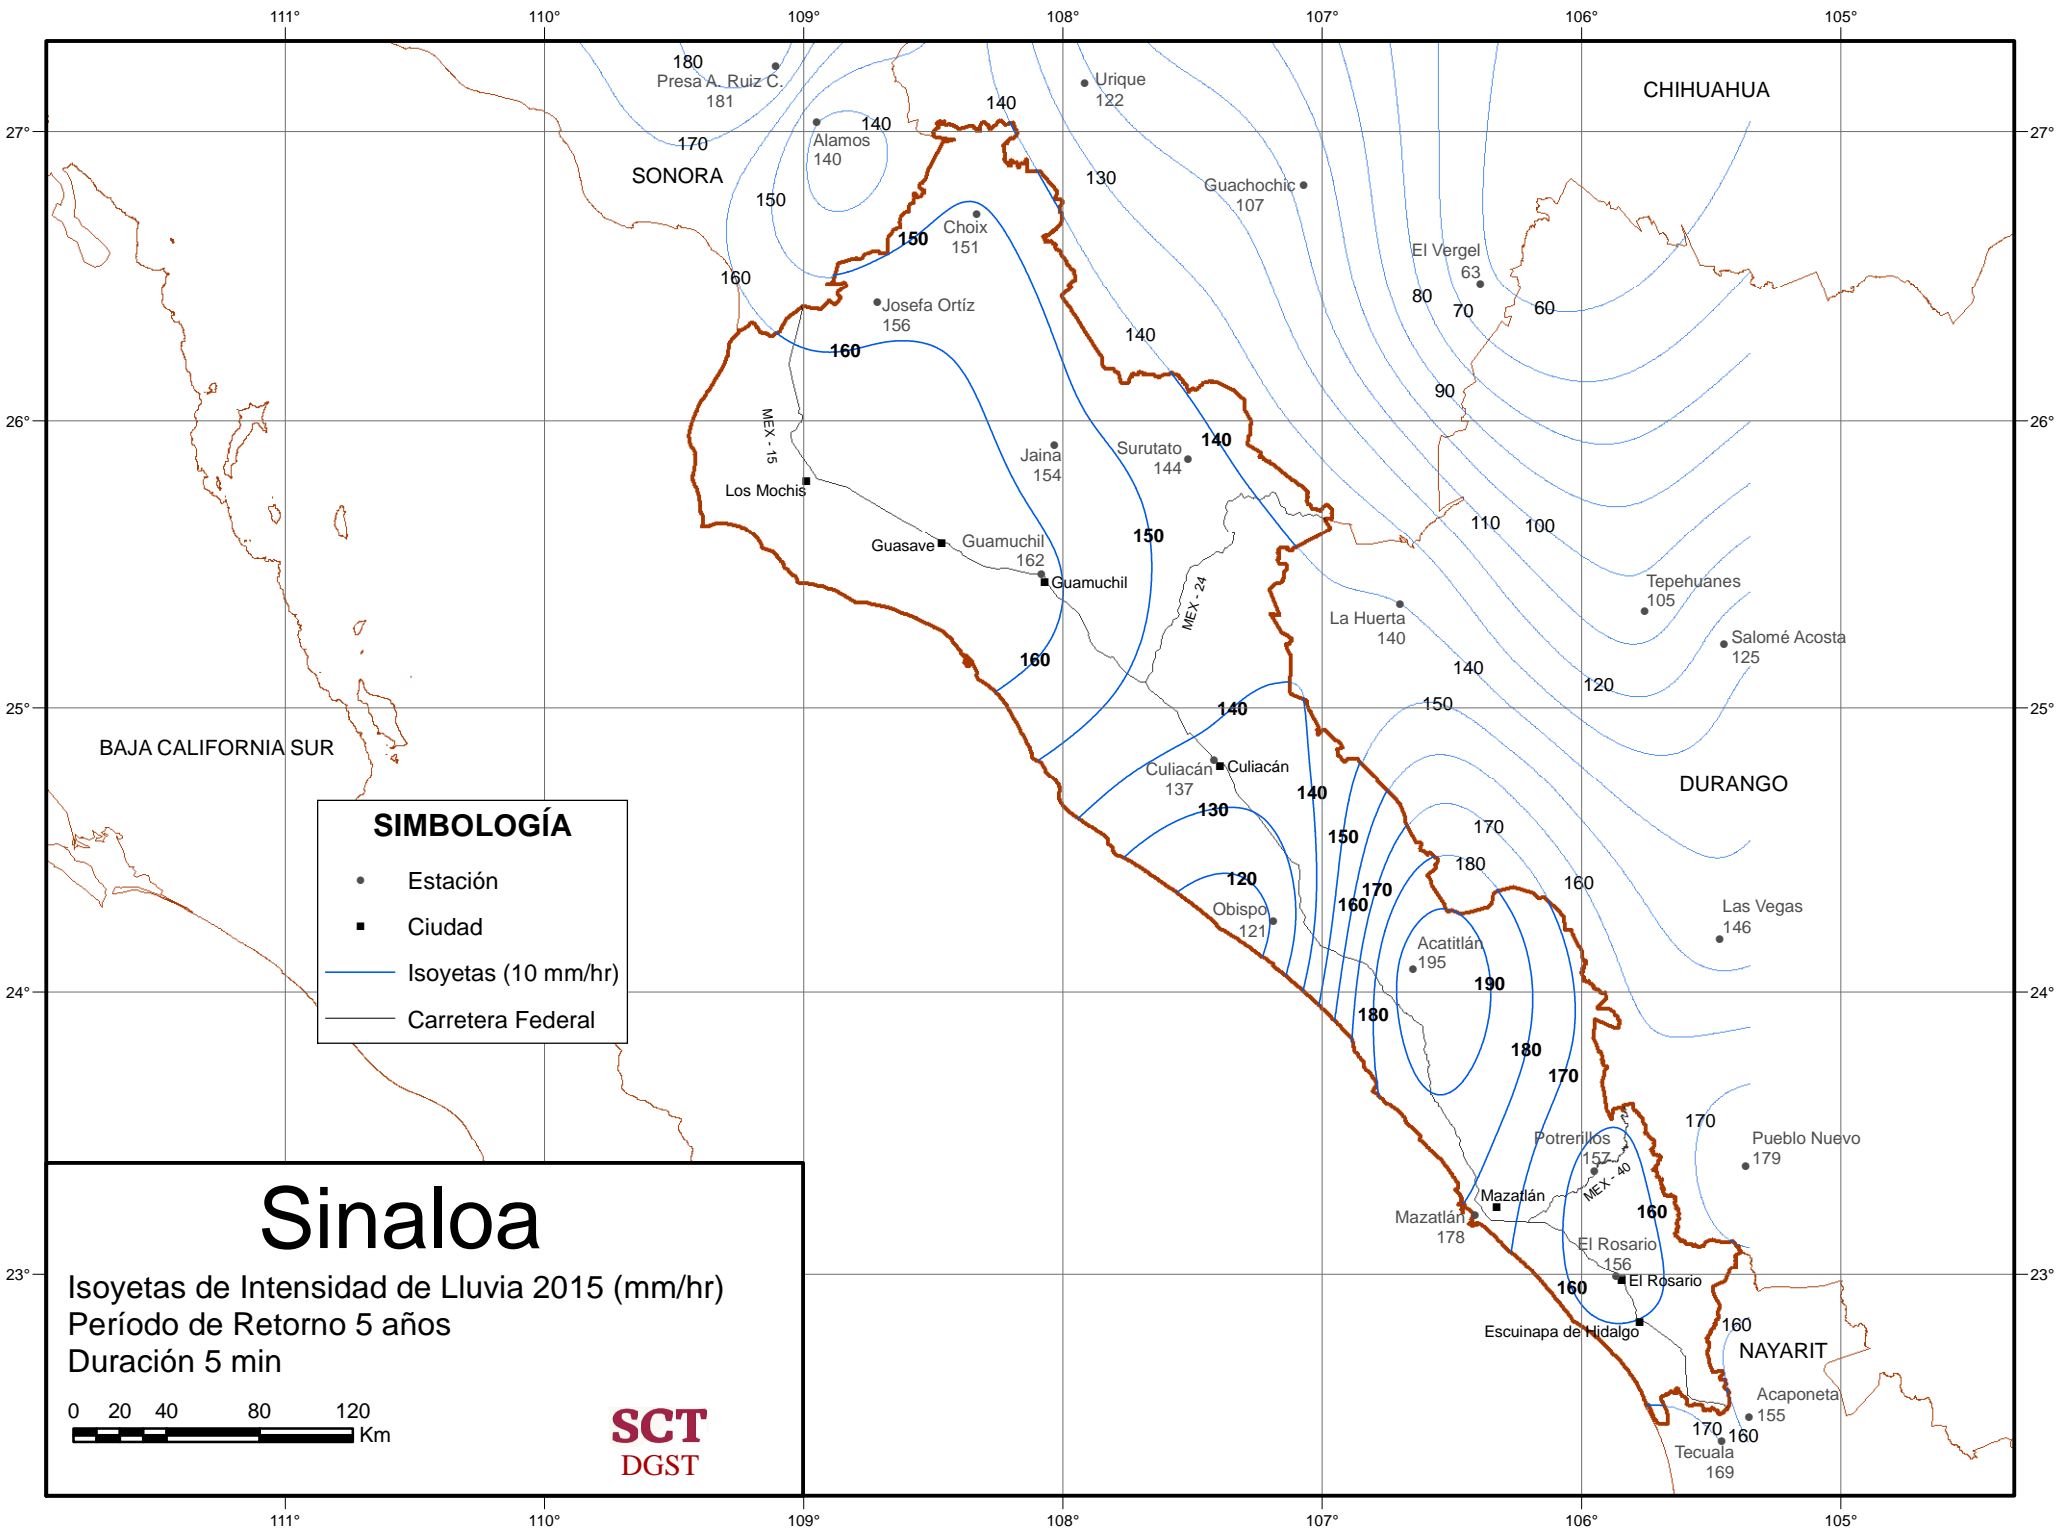 111°
110°
109°
108°
107°
106°
105°
180
Presa A. Ruiz C.
181
Urique
122
CHIHUAHUA
140
140
27°
27°
Alamos
140
170
SONORA
130
Guachochic
107
150
Choix
151
150
El Vergel
63
160
80
70
60
Josefa Ortíz
156
140
160
90
26°
26°
MEX - 15
140
Jaina
154
Surutato
144
Los Mochis
110
100
150
Guasave
Guamuchil
162
Guamuchil
MEX - 24
Tepehuanes
105
La Huerta
140
Salomé Acosta
125
160
140
120
25°
25°
140
150
BAJA CALIFORNIA SUR
Culiacán
137
Culiacán
DURANGO
140
130
150
170
SIMBOLOGÍA
Estación
Ciudad
Isoyetas (10 mm/hr)
Carretera Federal
180
120
170
160
160
Obispo
121
Las Vegas
146
Acatitlán
195
190
24°
24°
180
180
170
170
Potrerillos
157
Pueblo Nuevo
179
MEX - 40
Mazatlán
Mazatlán
178
160
El Rosario
156
El Rosario
23°
23°
160
Escuinapa de Hidalgo
160
NAYARIT
Acaponeta
155
170
160
Tecuala
169
Sinaloa
Isoyetas de Intensidad de Lluvia 2015 (mm/hr)
Período de Retorno 5 años
Duración 5 min
0 20 40 80 120
Km
SCT
DGST
111°
110°
109°
108°
107°
106°
105°